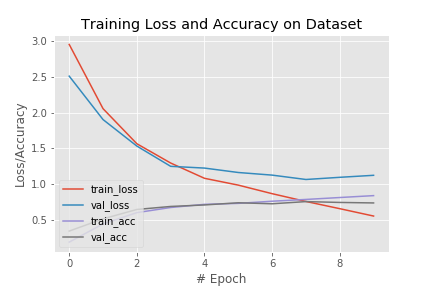 Training Loss and Accuracy on Dataset
3.0
2.5
2.0
1.5
1.0
0.5
Loss/Accuracy
train_loss
val_loss
train_acc
val_acc
0 2 4 6 8
# Epoch